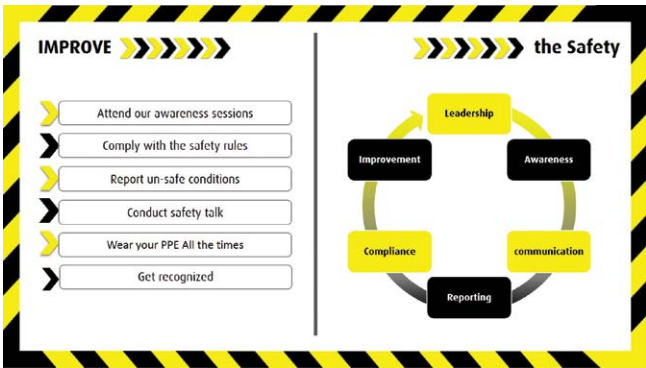 IMPROVE
Attend our awareness sessions
Comply with the safety rules
Report un-safe conditions
Conduct safety talk
Wear your PPE All the times
Get recognized
the Safety
Leadership
Awareness
communication
Reporting
Compliance
Improvement